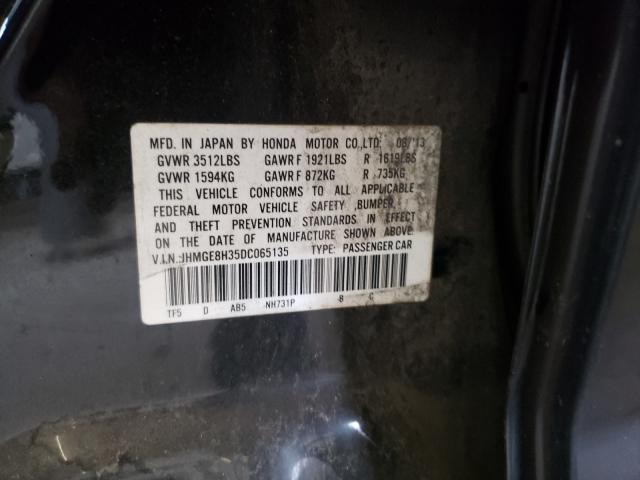 MFD. IN JAPAN BY HONDA MOTOR CO.,LTD. 08/13
GVWR 3512LBS GAWR F 1921LBS R 1619LBS
GVWR 1594KG GAWR F 872KG R 735KG
THIS VEHICLE CONFORMS TO ALL APPLICABLE
FEDERAL MOTOR VEHICLE SAFETY ,BUMPER,
AND THEFT PREVENTION STANDARDS IN EFFECT
ON THE DATE OF MANUFACTURE SHOWN ABOVE.
V.I.N.:JHMGE8H35DC065135 TYPE: PASSENGER CAR
TF5 D AB5 NH731P -B C